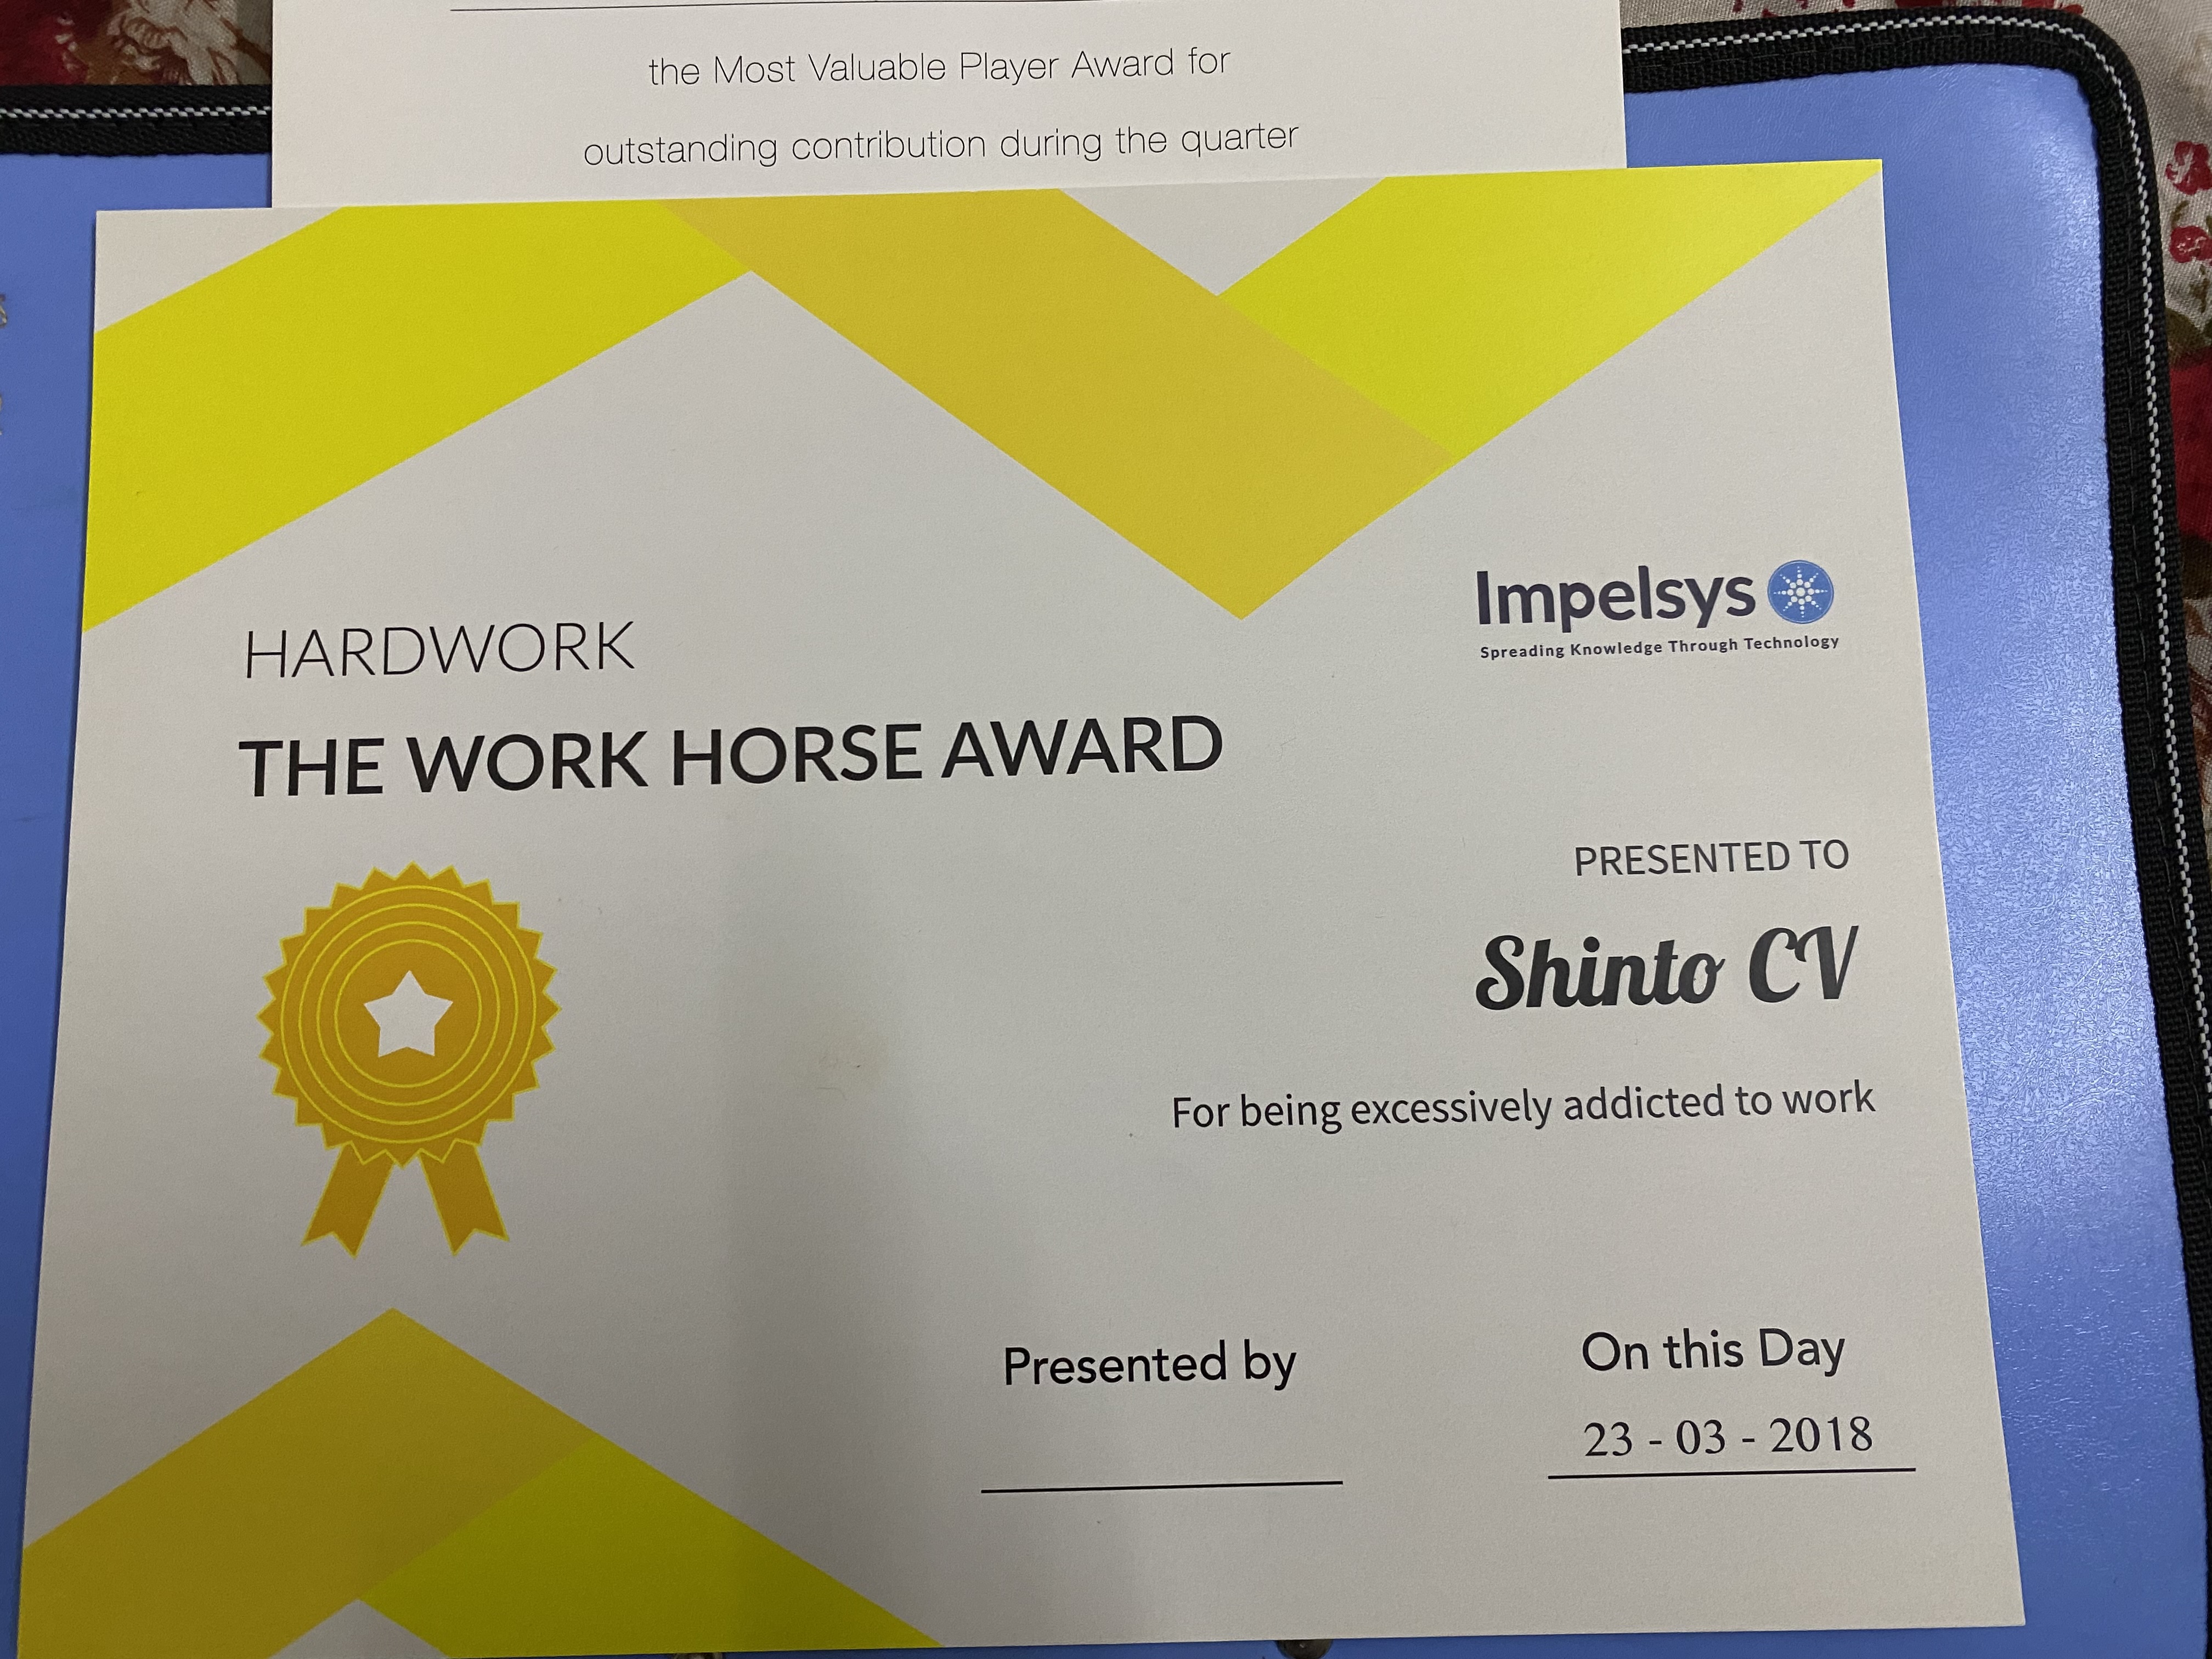 the Most Valuable Player Award for
outstanding contribution during the quarter
Impelsys
Spreading Knowledge Through Technology
HARDWORK
THE WORK HORSE AWARD
PRESENTED TO
Shinto CV
For being excessively addicted to work
Presented by
On this Day
23 - 03 - 2018